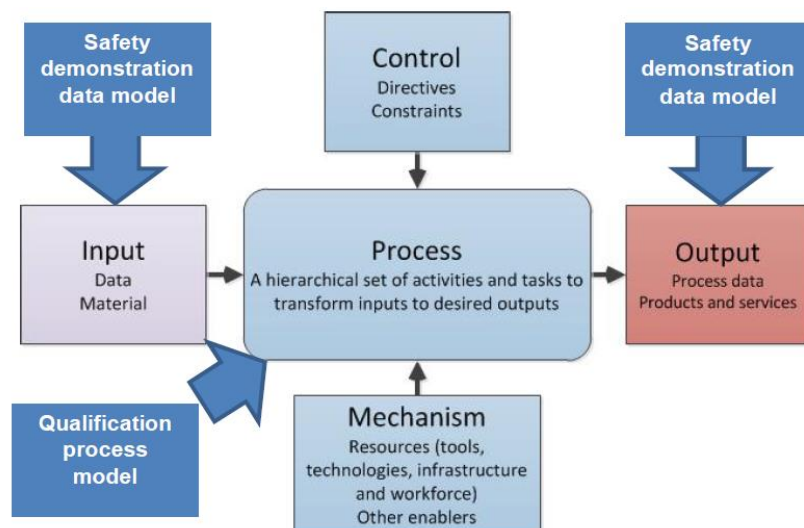 Safety
demonstration
data model
Control
Directives
Constraints
Safety
demonstration
data model
Input
Data
Material
Process
A hierarchical set of activities and tasks to
transform inputs to desired outputs
Output
Process data
Products and services
Qualification
process
model
Mechanism
Resources (tools,
technologies, infrastructure
and workforce)
Other enablers